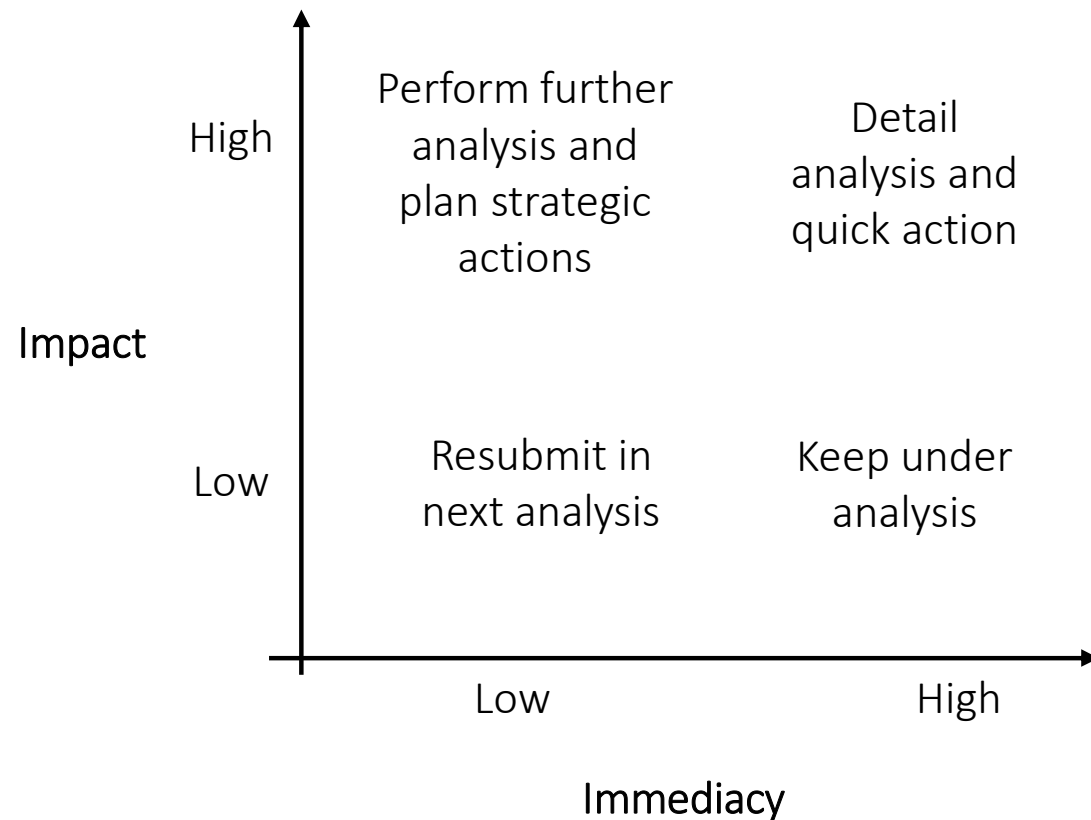 Perform further
analysis and
plan strategic
actions
Detail
analysis and
quick action
High
Impact
Resubmit in
next analysis
Keep under
analysis
Low
Low
High
Immediacy